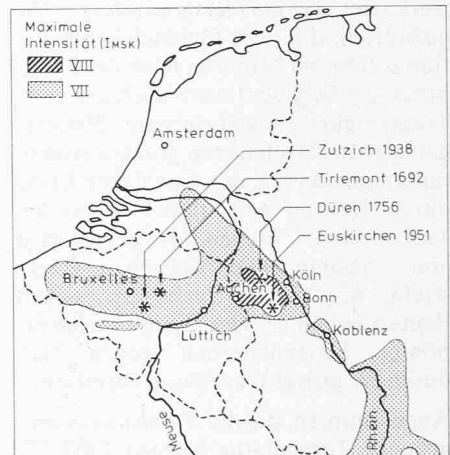 Maximale
Intensität (IMSK)
VIII
VII
Amsterdam
Zulzich 1938
Tirlemont 1692
Düren 1756
Euskirchen 1951
Bruxelles
Aachen
Köln
Bonn
Lüttich
Koblenz
Meuse
Rhein